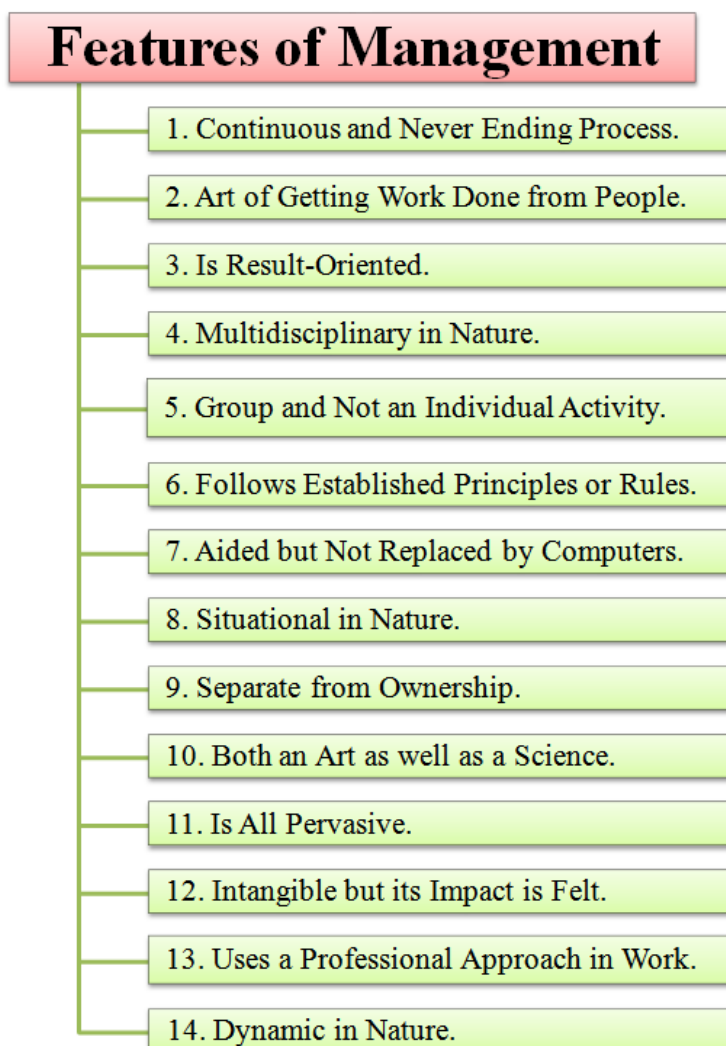 Features of Management
1. Continuous and Never Ending Process.
2. Art of Getting Work Done from People.
3. Is Result-Oriented.
4. Multidisciplinary in Nature.
5. Group and Not an Individual Activity.
6. Follows Established Principles or Rules.
7. Aided but Not Replaced by Computers.
8. Situational in Nature.
9. Separate from Ownership.
10. Both an Art as well as a Science.
11. Is All Pervasive.
12. Intangible but its Impact is Felt.
13. Uses a Professional Approach in Work.
14. Dynamic in Nature.